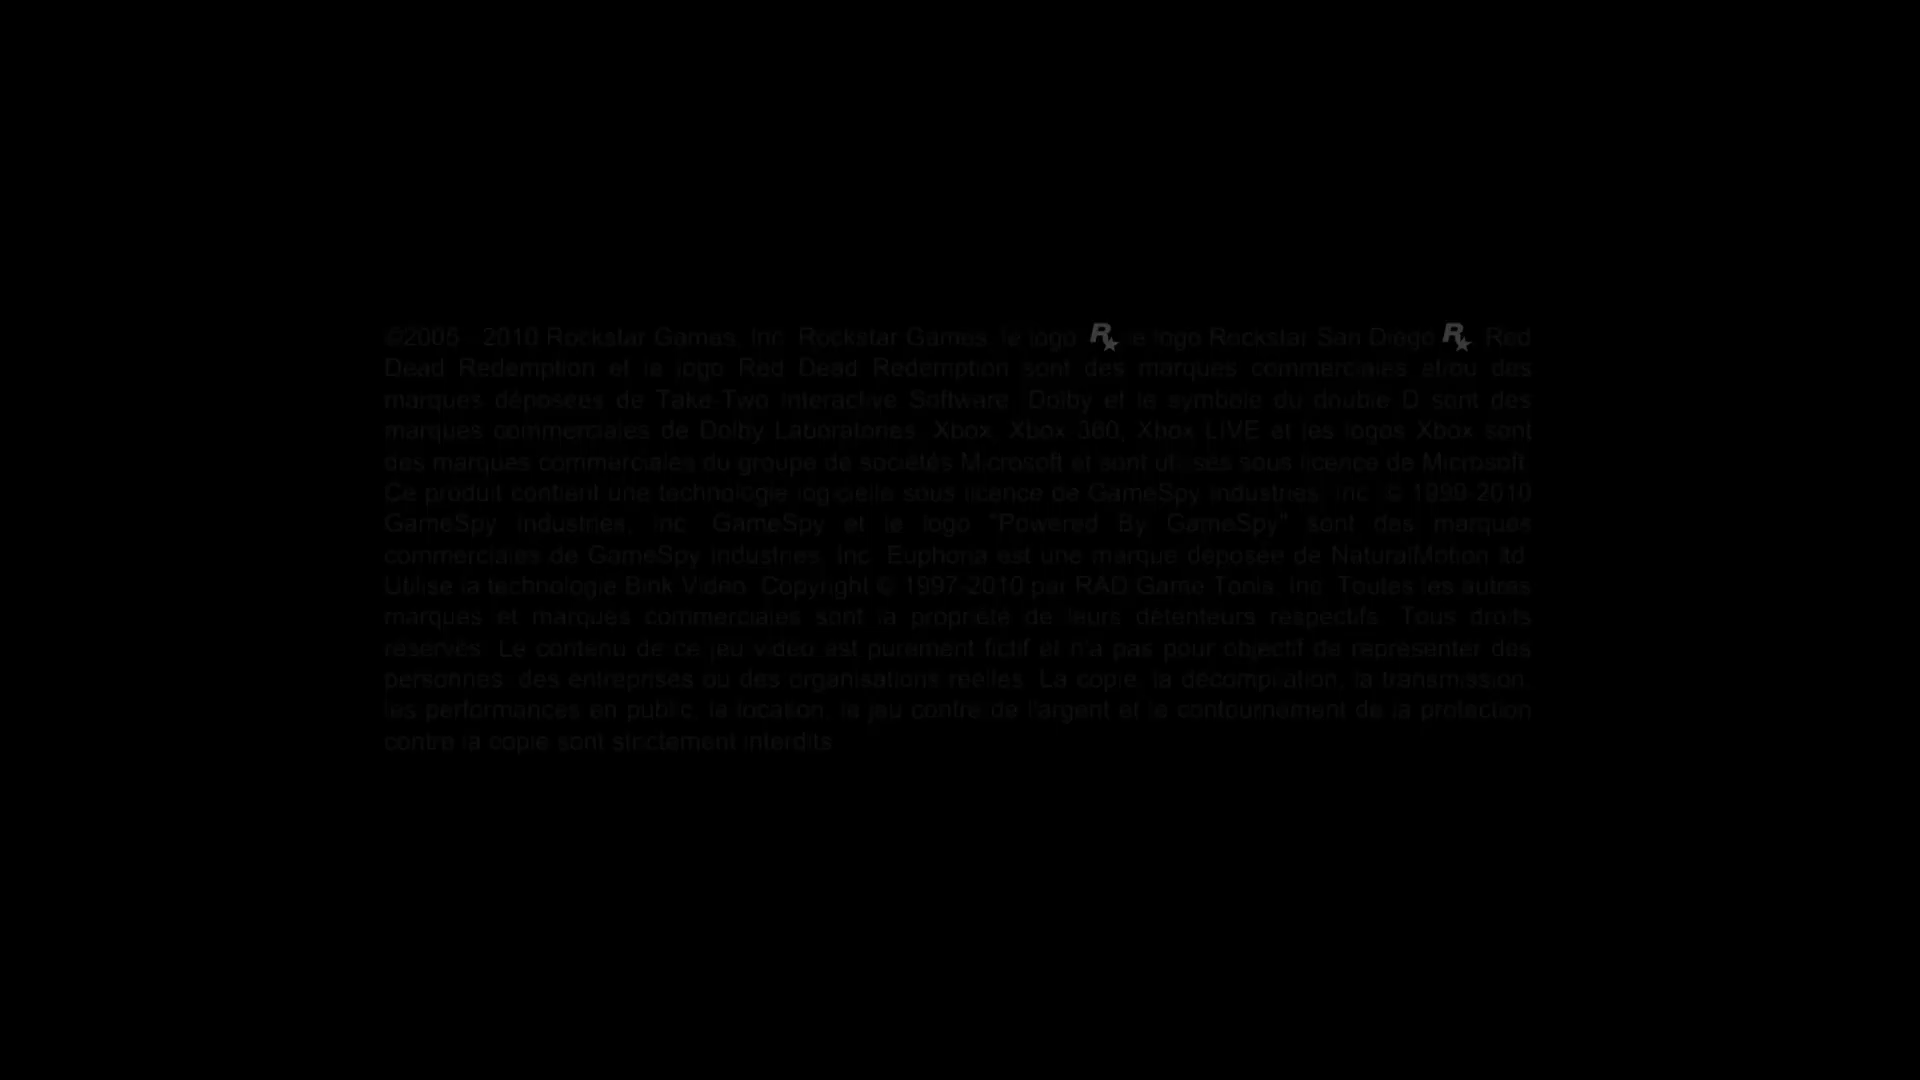 ©2005 - 2010 Rockstar Games, Inc. Rockstar Games, le logo R★, le logo Rockstar San Diego R★, Red
Dead Redemption et le logo Red Dead Redemption sont des marques commerciales et/ou des
marques déposées de Take-Two Interactive Software. Dolby et le symbole du double D sont des
marques commerciales de Dolby Laboratories. Xbox, Xbox 360, Xbox LIVE et les logos Xbox sont
des marques commerciales du groupe de sociétés Microsoft et sont utilisés sous licence de Microsoft.
Ce produit contient une technologie logicielle sous licence de GameSpy Industries, Inc. © 1999-2010
GameSpy Industries, Inc. GameSpy et le logo "Powered By GameSpy" sont des marques
commerciales de GameSpy Industries, Inc. Euphoria est une marque déposée de NaturalMotion ltd.
Utilise la technologie Bink Video. Copyright © 1997-2010 par RAD Game Tools, Inc. Toutes les autres
marques et marques commerciales sont la propriété de leurs détenteurs respectifs. Tous droits
réservés. Le contenu de ce jeu vidéo est purement fictif et n'a pas pour objectif de représenter des
personnes, des entreprises ou des organisations réelles. La copie, la décompilation, la transmission,
les performances en public, la location, le jeu contre de l'argent et le contournement de la protection
contre la copie sont strictement interdits.